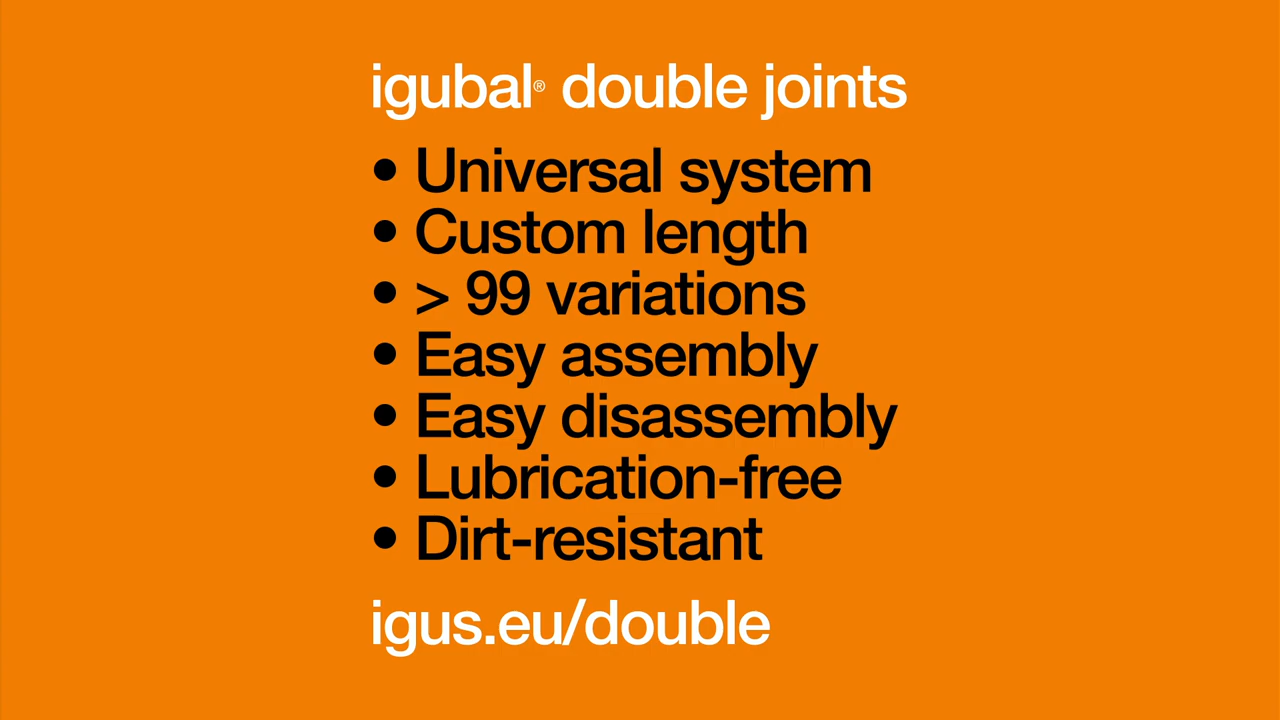 igubal® double joints
• Universal system
• Custom length
• > 99 variations
• Easy assembly
• Easy disassembly
• Lubrication-free
• Dirt-resistant
igus.eu/double